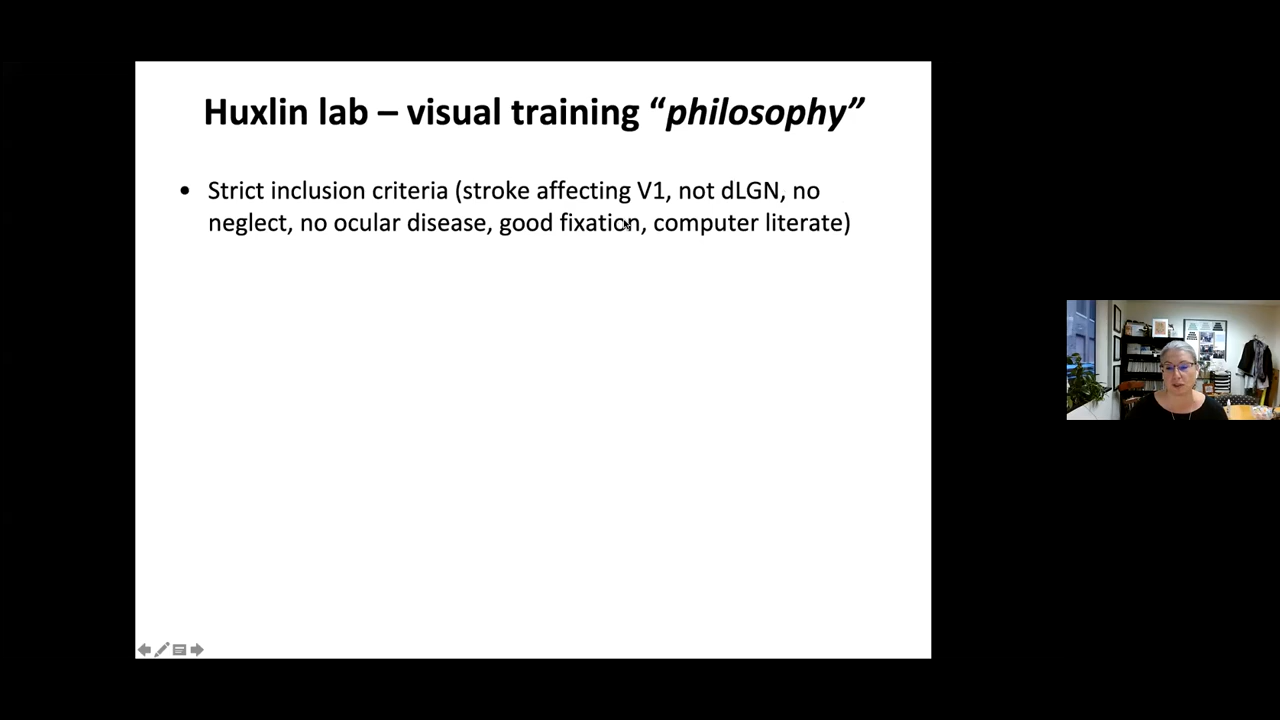 Huxlin lab – visual training “philosophy”
• Strict inclusion criteria (stroke affecting V1, not dLGN, no
neglect, no ocular disease, good fixation, computer literate)